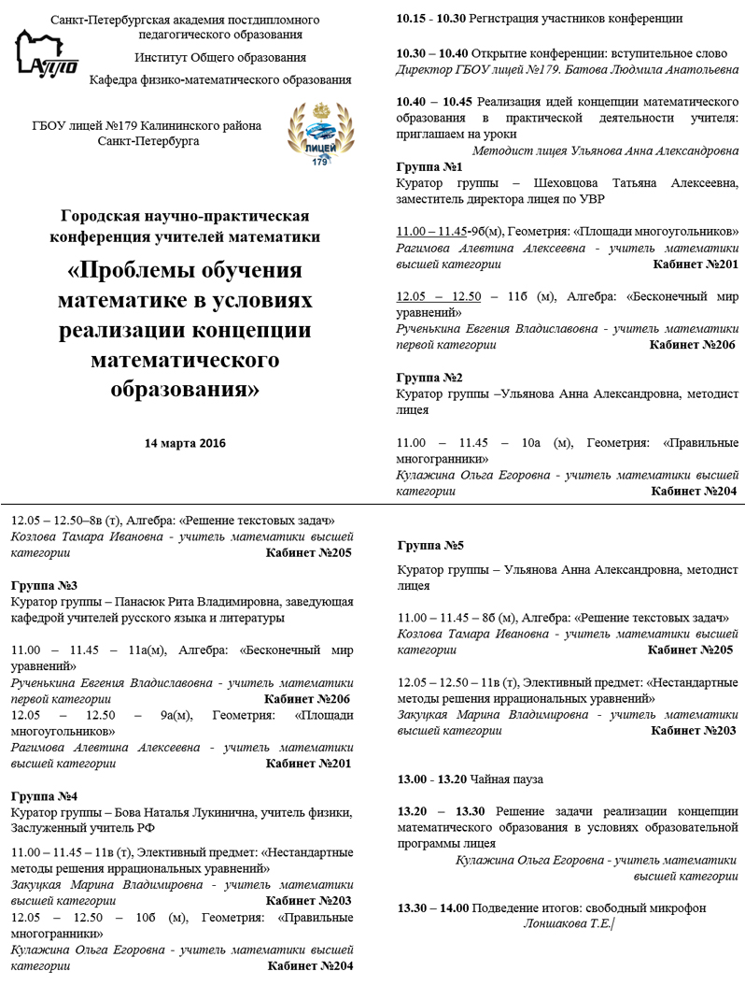 Санкт-Петербургская академия постдипломного
педагогического образования
АППО
Институт Общего образования
Кафедра физико-математического образования
ГБОУ лицей №179 Калининского района
Санкт-Петербурга
ЛИЦЕЙ
179
Городская научно-практическая
конференция учителей математики
«Проблемы обучения
математике в условиях
реализации концепции
математического
образования»
14 марта 2016
10.15 - 10.30 Регистрация участников конференции
10.30 – 10.40 Открытие конференции: вступительное слово
Директор ГБОУ лицей №179. Батова Людмила Анатольевна
10.40 – 10.45 Реализация идей концепции математического
образования в практической деятельности учителя:
приглашаем на уроки
Методист лицея Ульянова Анна Александровна
Группа №1
Куратор группы – Шеховцова Татьяна Алексеевна,
заместитель директора лицея по УВР
11.00 – 11.45-9б(м), Геометрия: «Площади многоугольников»
Рагимова Алевтина Алексеевна - учитель математики
высшей категории Кабинет №201
12.05 – 12.50 – 11б (м), Алгебра: «Бесконечный мир
уравнений»
Рученькина Евгения Владиславовна - учитель математики
первой категории Кабинет №206
Группа №2
Куратор группы –Ульянова Анна Александровна, методист
лицея
11.00 – 11.45 – 10а (м), Геометрия: «Правильные
многогранники»
Кулажина Ольга Егоровна - учитель математики высшей
категории Кабинет №204
12.05 – 12.50–8в (т), Алгебра: «Решение текстовых задач»
Козлова Тамара Ивановна - учитель математики высшей
категории Кабинет №205
Группа №3
Куратор группы – Панасюк Рита Владимировна, заведующая
кафедрой учителей русского языка и литературы
11.00 – 11.45 – 11а(м), Алгебра: «Бесконечный мир
уравнений»
Рученькина Евгения Владиславовна - учитель математики
первой категории Кабинет №206
12.05 – 12.50 – 9а(м), Геометрия: «Площади
многоугольников»
Рагимова Алевтина Алексеевна - учитель математики
высшей категории Кабинет №201
Группа №4
Куратор группы – Бова Наталья Лукинична, учитель физики,
Заслуженный учитель РФ
11.00 – 11.45 – 11в (т), Элективный предмет: «Нестандартные
методы решения иррациональных уравнений»
Закуцкая Марина Владимировна - учитель математики
высшей категории Кабинет №203
12.05 – 12.50 – 10б (м), Геометрия: «Правильные
многогранники»
Кулажина Ольга Егоровна - учитель математики высшей
категории Кабинет №204
Группа №5
Куратор группы – Ульянова Анна Александровна, методист
лицея
11.00 – 11.45 – 8б (м), Алгебра: «Решение текстовых задач»
Козлова Тамара Ивановна - учитель математики высшей
категории Кабинет №205
12.05 – 12.50 – 11в (т), Элективный предмет: «Нестандартные
методы решения иррациональных уравнений»
Закуцкая Марина Владимировна - учитель математики
высшей категории Кабинет №203
13.00 - 13.20 Чайная пауза
13.20 – 13.30 Решение задачи реализации концепции
математического образования в условиях образовательной
программы лицея
Кулажина Ольга Егоровна - учитель математики
высшей категории
13.30 – 14.00 Подведение итогов: свободный микрофон
Лоншакова Т.Е.